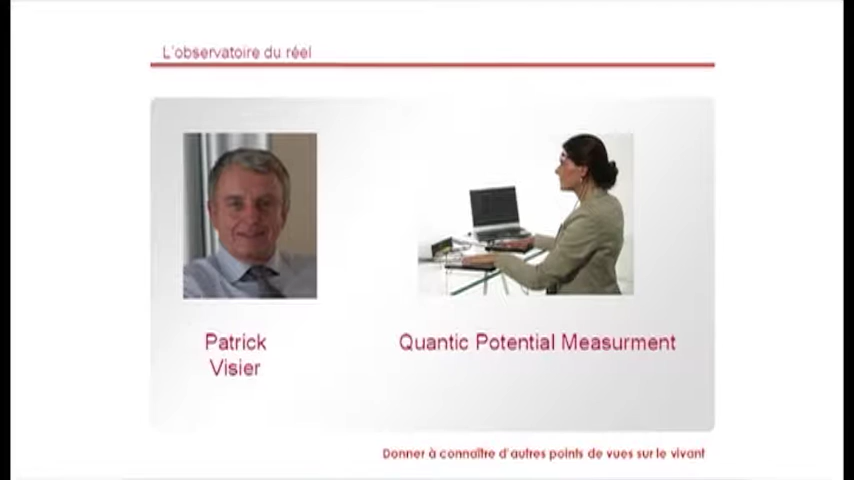 L'observatoire du réel
Patrick
Visier
Quantic Potential Measurment
Donner à connaître d'autres points de vues sur le vivant